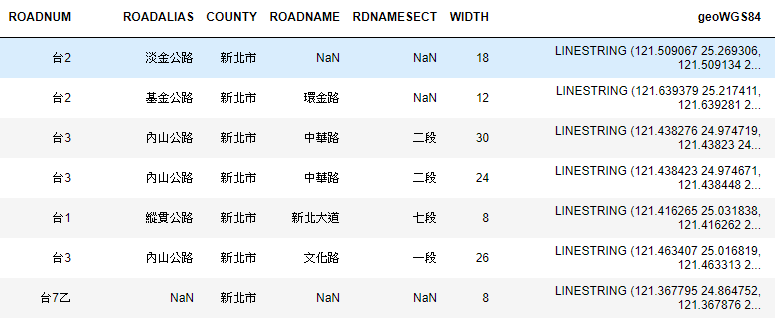 ROADNUM ROADALIAS COUNTY ROADNAME RDNAMESECT WIDTH geoWGS84
台2 淡金公路 新北市 NaN NaN 18 LINESTRING (121.509067 25.269306,
121.509134 2...
台2 基金公路 新北市 環金路 NaN 12 LINESTRING (121.639379 25.217411,
121.639281 2...
台3 內山公路 新北市 中華路 二段 30 LINESTRING (121.438276 24.974719,
121.43823 24...
台3 內山公路 新北市 中華路 二段 24 LINESTRING (121.438423 24.974671,
121.438448 2...
台1 縱貫公路 新北市 新北大道 七段 8 LINESTRING (121.416265 25.031838,
121.416262 2...
台3 內山公路 新北市 文化路 一段 26 LINESTRING (121.463407 25.016819,
121.463313 2...
台7乙 NaN 新北市 NaN NaN 8 LINESTRING (121.367795 24.864752,
121.367876 2...